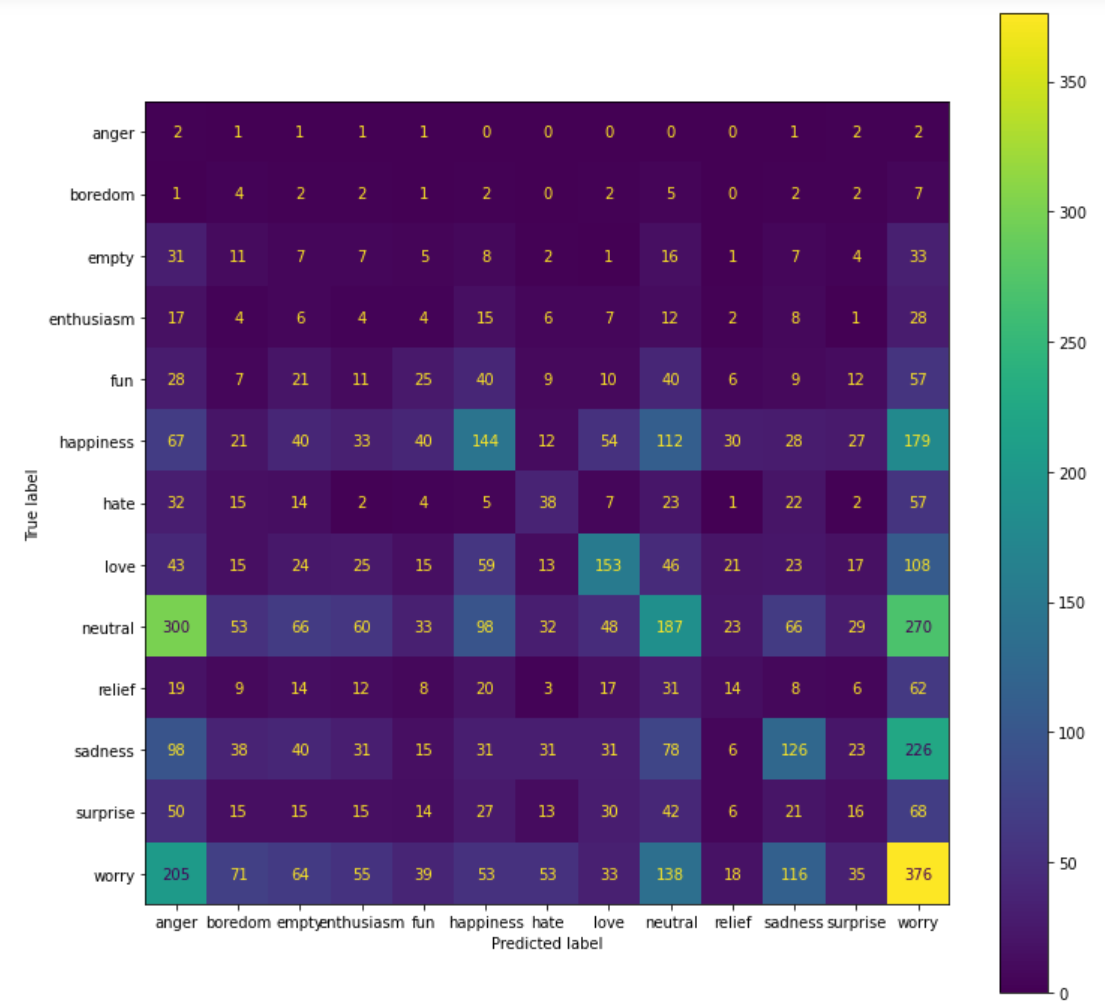 anger 2 1 1 1 1 0 0 0 0 0 1 2 2
boredom 1 4 2 2 1 2 0 2 5 0 2 2 7
empty 31 11 7 7 5 8 2 1 16 1 7 4 33
enthusiasm 17 4 6 4 4 15 6 7 12 2 8 1 28
fun 28 7 21 11 25 40 9 10 40 6 9 12 57
happiness 67 21 40 33 40 144 12 54 112 30 28 27 179
hate 32 15 14 2 4 5 38 7 23 1 22 2 57
love 43 15 24 25 15 59 13 153 46 21 23 17 108
neutral 300 53 66 60 33 98 32 48 187 23 66 29 270
relief 19 9 14 12 8 20 3 17 31 14 8 6 62
sadness 98 38 40 31 15 31 31 31 78 6 126 23 226
surprise 50 15 15 15 14 27 13 30 42 6 21 16 68
worry 205 71 64 55 39 53 53 33 138 18 116 35 376
anger boredom empty enthusiasm fun happiness hate love neutral relief sadness surprise worry
Predicted label
True label
350
300
250
200
150
100
50
0